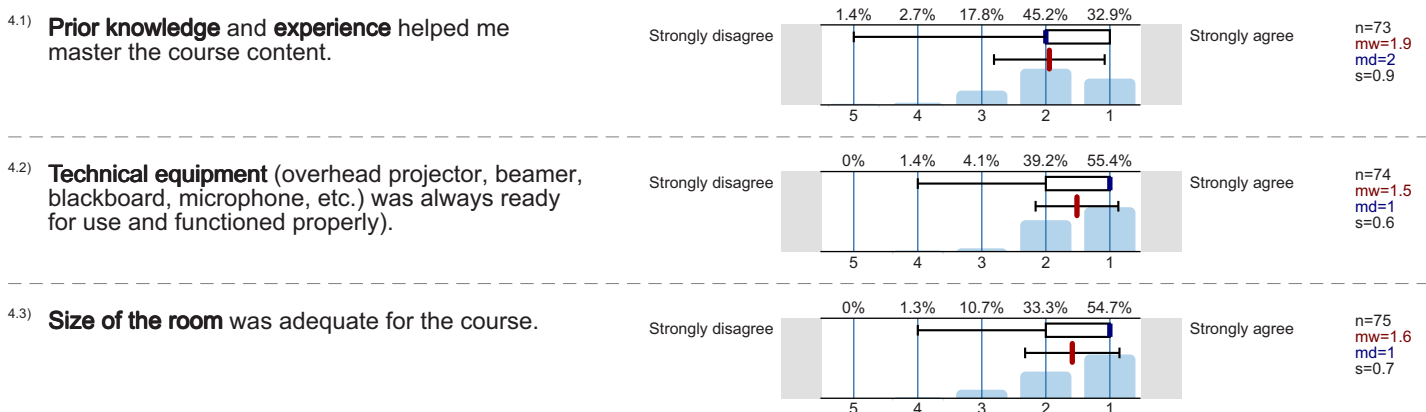 4.1) Prior knowledge and experience helped me
master the course content.
Strongly disagree
1.4% 2.7% 17.8% 45.2% 32.9%
5 4 3 2 1
Strongly agree
n=73
mw=1.9
md=2
s=0.9
4.2) Technical equipment (overhead projector, beamer,
blackboard, microphone, etc.) was always ready
for use and functioned properly).
Strongly disagree
0% 1.4% 4.1% 39.2% 55.4%
5 4 3 2 1
Strongly agree
n=74
mw=1.5
md=1
s=0.6
4.3) Size of the room was adequate for the course.
Strongly disagree
0% 1.3% 10.7% 33.3% 54.7%
5 4 3 2 1
Strongly agree
n=75
mw=1.6
md=1
s=0.7